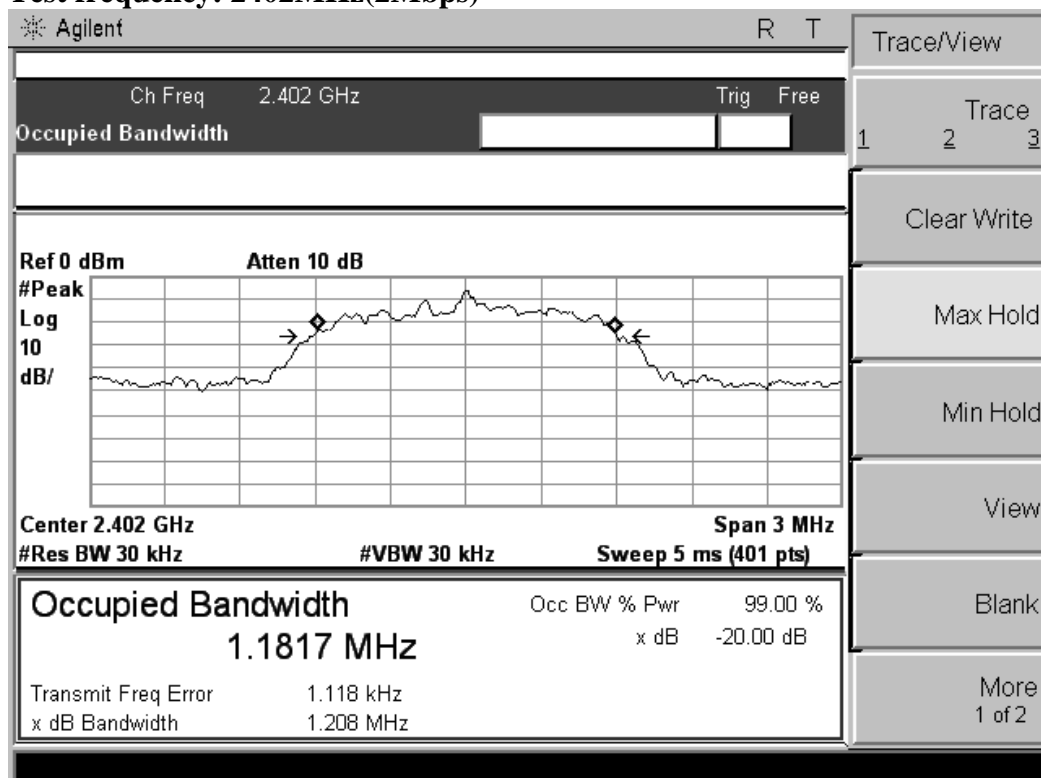 Test frequency: 2402MHz(2Mbps)
Agilent R T
Trace/View
Ch Freq 2.402 GHz Trig Free
Occupied Bandwidth
Trace
1 2 3
Clear Write
Ref 0 dBm Atten 10 dB
#Peak
Log
10
dB/
Max Hold
Min Hold
View
Center 2.402 GHz Span 3 MHz
#Res BW 30 kHz #VBW 30 kHz Sweep 5 ms (401 pts)
Occupied Bandwidth Occ BW % Pwr 99.00 %
1.1817 MHz x dB -20.00 dB
Blank
Transmit Freq Error 1.118 kHz
x dB Bandwidth 1.208 MHz
More
1 of 2